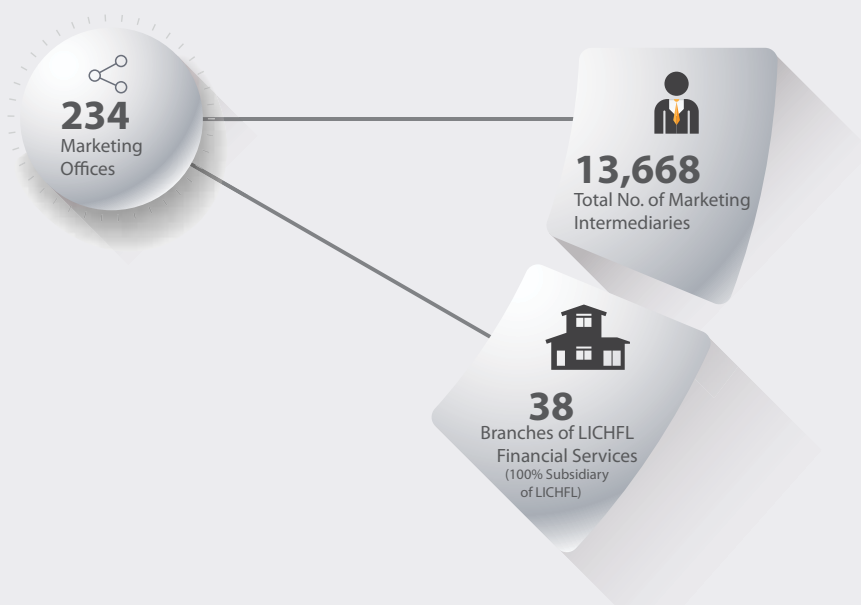 234
Marketing
Offices
13,668
Total No. of Marketing
Intermediaries
38
Branches of LICHFL
Financial Services
(100% Subsidiary
of LICHFL)